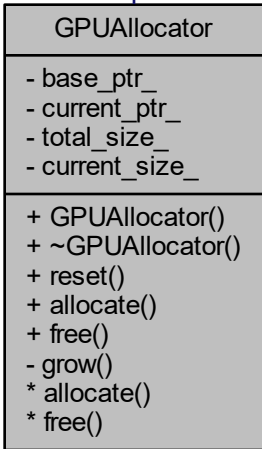 GPUAllocator
- base_ptr_
- current_ptr_
- total_size_
- current_size_
+ GPUAllocator()
+ ~GPUAllocator()
+ reset()
+ allocate()
+ free()
- grow()
* allocate()
* free()